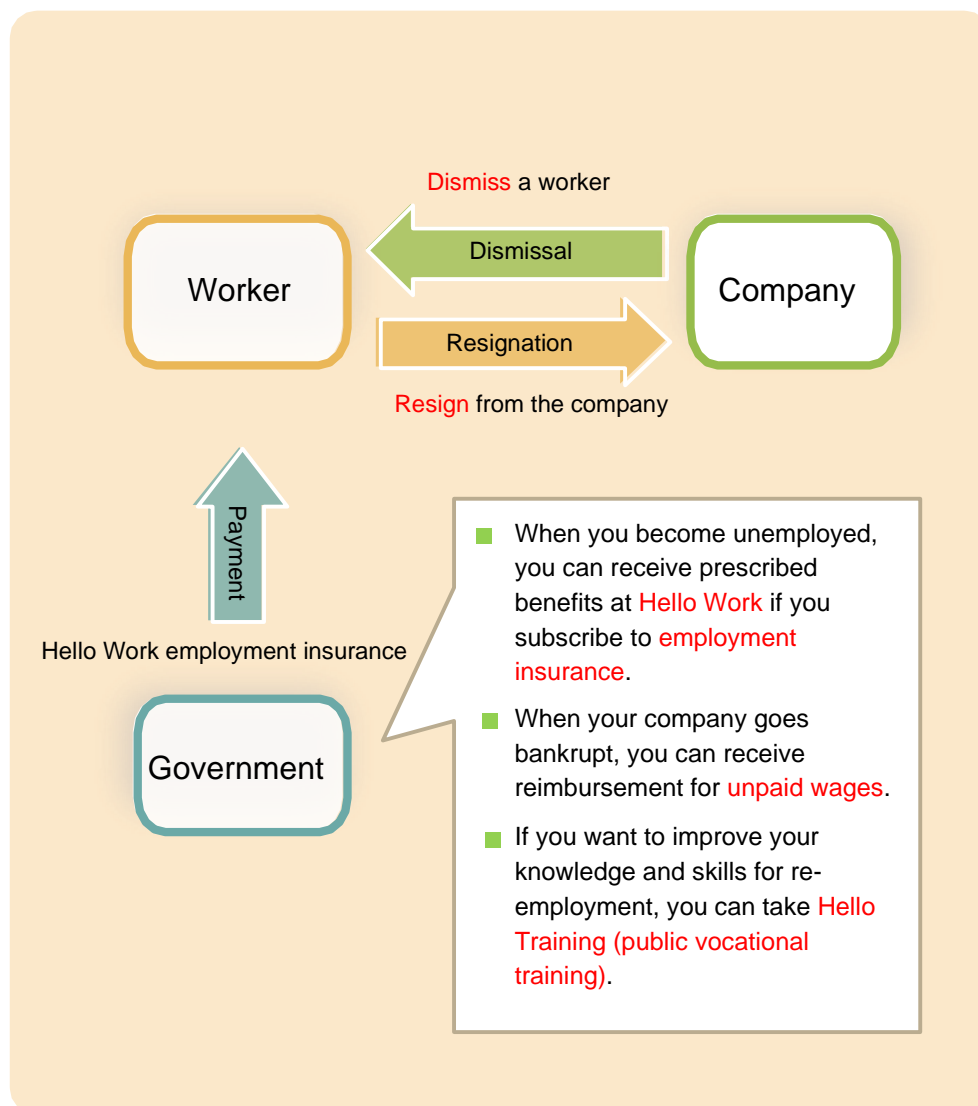 Dismiss a worker
Dismissal
Worker
Company
Resignation
Resign from the company
Payment
Hello Work employment insurance
Government
When you become unemployed,
you can receive prescribed
benefits at Hello Work if you
subscribe to employment
insurance.
When your company goes
bankrupt, you can receive
reimbursement for unpaid wages.
If you want to improve your
knowledge and skills for re-
employment, you can take Hello
Training (public vocational
training).